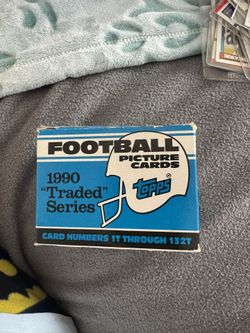 FOOTBALL
PICTURE
CARDS
1990
"Traded"
Series
topps
CARD NUMBERS 1T THROUGH 132T